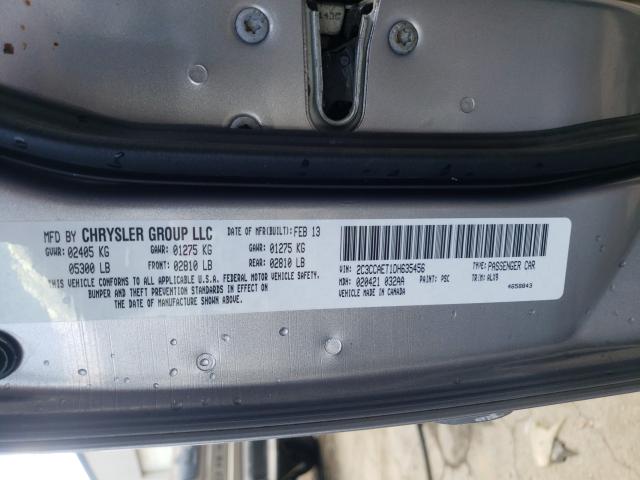 MFD BY CHRYSLER GROUP LLC DATE OF MFR(BUILT): FEB 13
GVWR: 02405 KG GAWR: 01275 KG GAWR: 01275 KG
05300 LB FRONT: 02810 LB REAR: 02810 LB
THIS VEHICLE CONFORMS TO ALL APPLICABLE FEDERAL MOTOR VEHICLE SAFETY,
BUMPER AND THEFT PREVENTION STANDARDS IN EFFECT ON
THE DATE OF MANUFACTURE SHOWN ABOVE.
VIN: 2C3CCAET1DH635456 TYPE: PASSENGER CAR
MDH: 020421 032AA PAINT: PSC TRIM: ALX9
VEHICLE MADE IN CANADA 4658843